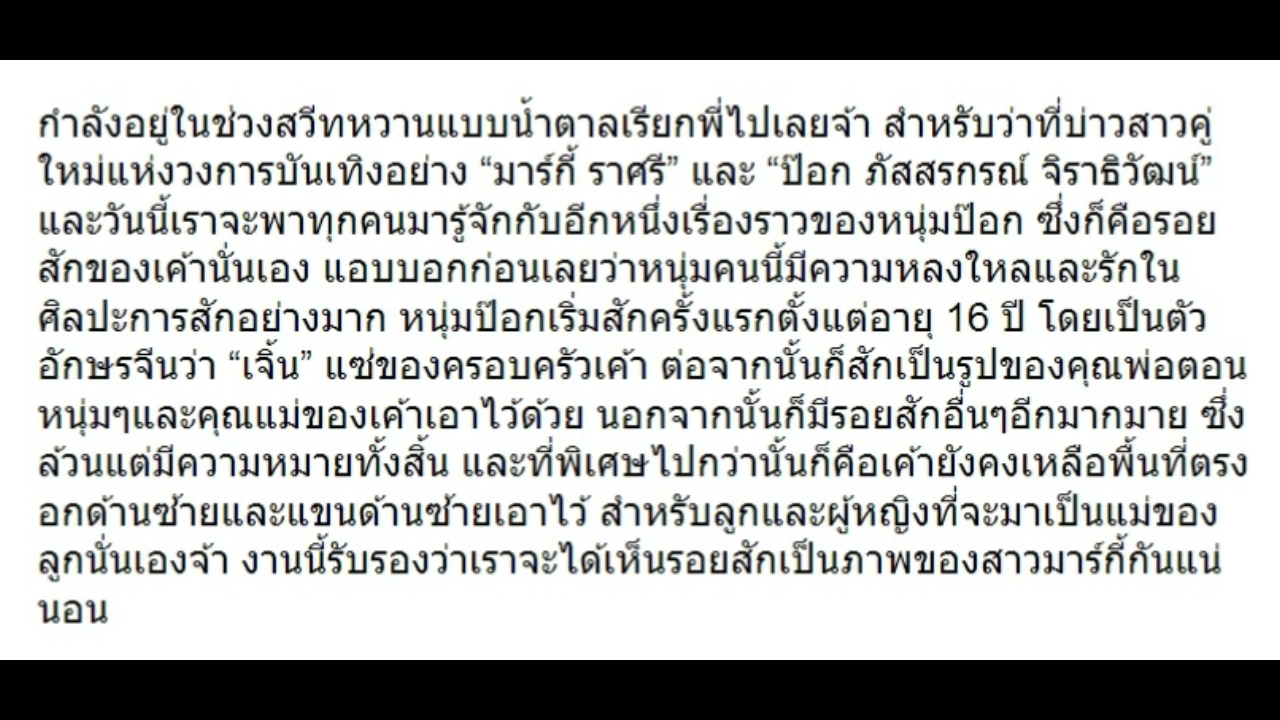 กำลังอยู่ในช่วงสวีทหวานแบบน้ำตาลเรียกพี่ไปเลยจ้า สำหรับว่าที่บ่าวสาวคู่
ใหม่แห่งวงการบันเทิงอย่าง “มาร์กี้ ราศรี” และ “ป๊อก ภัสสรกรณ์ จิราธิวัฒน์”
และวันนี้เราจะพาทุกคนมารู้จักกับอีกหนึ่งเรื่องราวของหนุ่มป๊อก ซึ่งก็คือรอย
สักของเค้านั่นเอง แอบบอกก่อนเลยว่าหนุ่มคนนี้มีความหลงใหลและรักใน
ศิลปะการสักอย่างมาก หนุ่มป๊อกเริ่มสักครั้งแรกตั้งแต่อายุ 16 ปี โดยเป็นตัว
อักษรจีนว่า “เจิ้น” แซ่ของครอบครัวเค้า ต่อจากนั้นก็สักเป็นรูปของคุณพ่อตอน
หนุ่มๆและคุณแม่ของเค้าเอาไว้ด้วย นอกจากนั้นก็มีรอยสักอื่นๆอีกมากมาย ซึ่ง
ล้วนแต่มีความหมายทั้งสิ้น และที่พิเศษไปกว่านั้นก็คือเค้ายังคงเหลือพื้นที่ตรง
อกด้านซ้ายและแขนด้านซ้ายเอาไว้ สำหรับลูกและผู้หญิงที่จะมาเป็นแม่ของ
ลูกนั่นเองจ้า งานนี้รับรองว่าเราจะได้เห็นรอยสักเป็นภาพของสาวมาร์กี้กันแน่
นอน